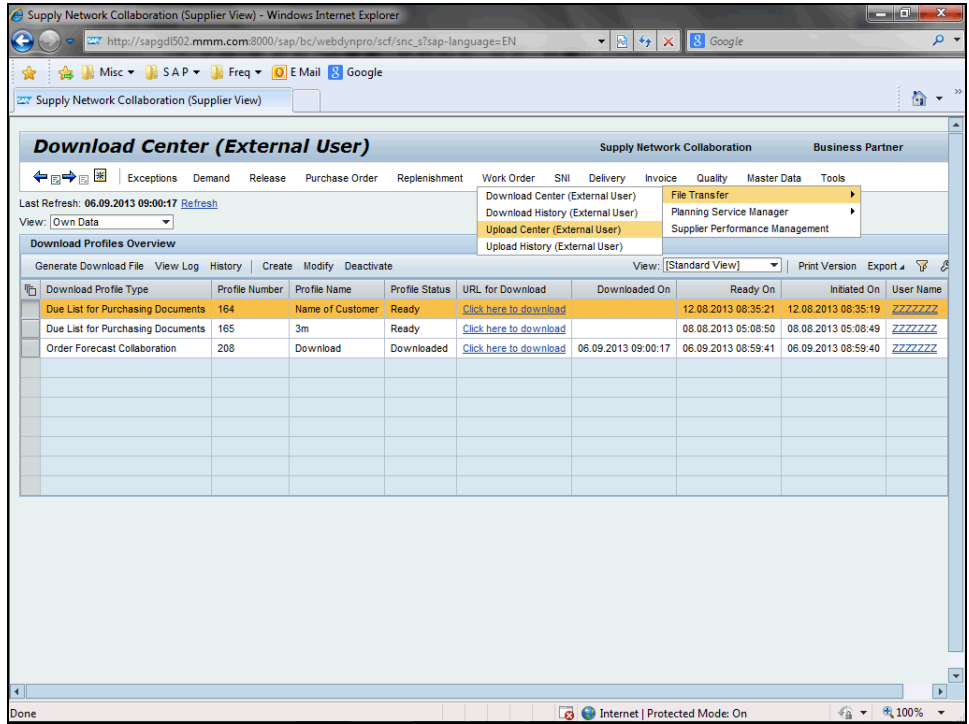 Supply Network Collaboration (Supplier View) - Windows Internet Explorer
http://sapgdl502.mmm.com:8000/sap/bc/webdynpro/scf/snc_s?sap-language=EN
Google
Misc SAP Freq E Mail Google
Supply Network Collaboration (Supplier View)
Download Center (External User) Supply Network Collaboration Business Partner
Exceptions Demand Release Purchase Order Replenishment Work Order SNI Delivery Invoice Quality Master Data Tools
Last Refresh: 06.09.2013 09:00:17 Refresh
View: Own Data
Download Center (External User)
Download History (External User)
Upload Center (External User)
Upload History (External User)
File Transfer
Planning Service Manager
Supplier Performance Management
Download Profiles Overview
Generate Download File View Log History Create Modify Deactivate View: [Standard View] Print Version Export
Download Profile Type Profile Number Profile Name Profile Status URL for Download Downloaded On Ready On Initiated On User Name
Due List for Purchasing Documents 164 Name of Customer Ready Click here to download 12.08.2013 08:35:21 12.08.2013 08:35:19 ZZZZZZZ
Due List for Purchasing Documents 165 3m Ready Click here to download 08.08.2013 05:08:50 08.08.2013 05:08:49 ZZZZZZZ
Order Forecast Collaboration 208 Download Downloaded Click here to download 06.09.2013 09:00:17 06.09.2013 08:59:41 06.09.2013 08:59:40 ZZZZZZZ
Done Internet | Protected Mode: On 100%